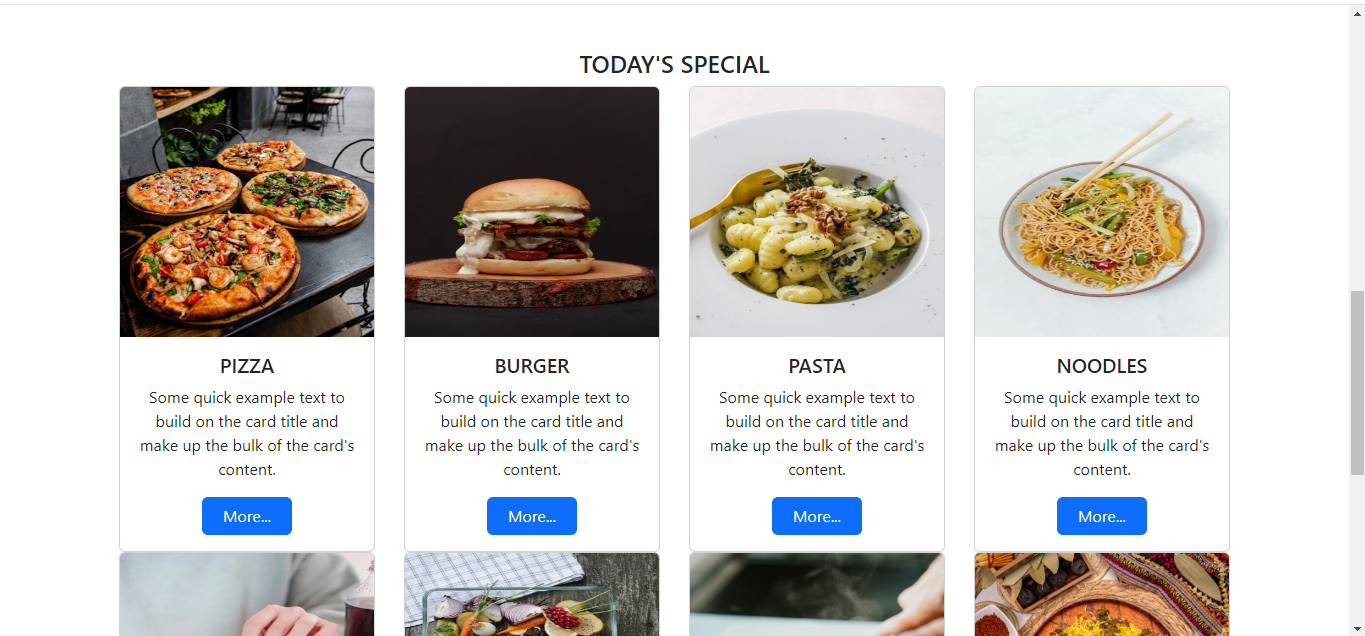 TODAY'S SPECIAL
PIZZA
Some quick example text to
build on the card title and
make up the bulk of the card's
content.
More...
BURGER
Some quick example text to
build on the card title and
make up the bulk of the card's
content.
More...
PASTA
Some quick example text to
build on the card title and
make up the bulk of the card's
content.
More...
NOODLES
Some quick example text to
build on the card title and
make up the bulk of the card's
content.
More...